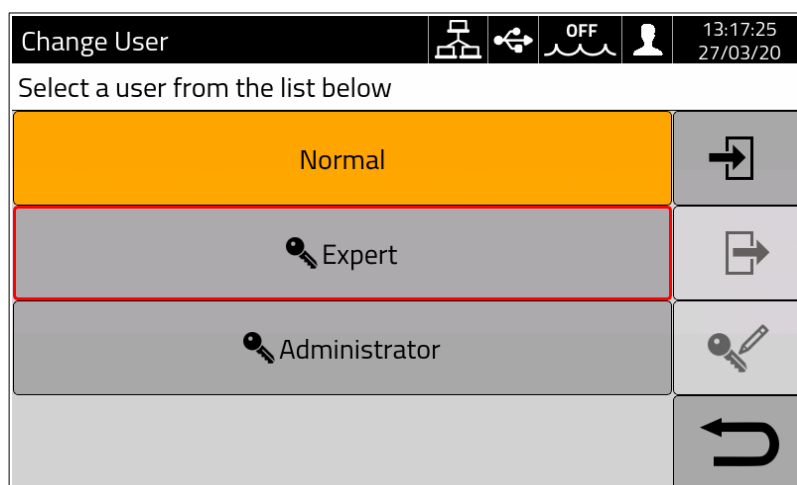 Change User
OFF
13:17:25
27/03/20
Select a user from the list below
Normal
Expert
Administrator